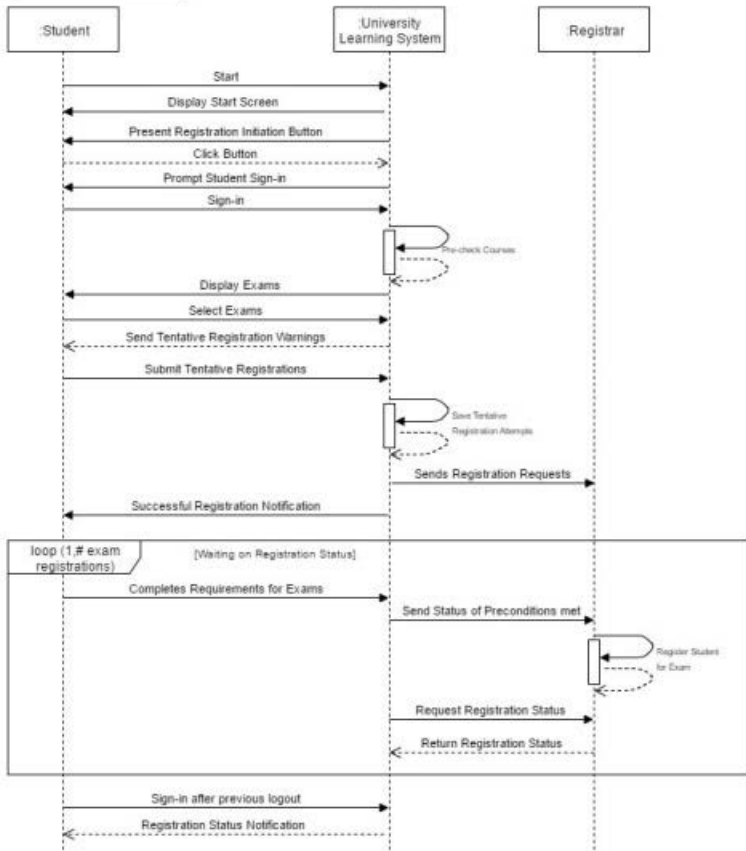 :Student
:University
Learning System
:Registrar
Start
Display Start Screen
Present Registration Initiation Button
Click Button
Prompt Student Sign-in
Sign-in
Pre-check Courses
Display Exams
Select Exams
Send Tentative Registration Warnings
Submit Tentative Registrations
Save Tentative
Registration Attempts
Sends Registration Requests
Successful Registration Notification
loop (1,# exam
registrations)
[Waiting on Registration Status]
Completes Requirements for Exams
Send Status of Preconditions met
Register Student
for Exam
Request Registration Status
Return Registration Status
Sign-in after previous logout
Registration Status Notification